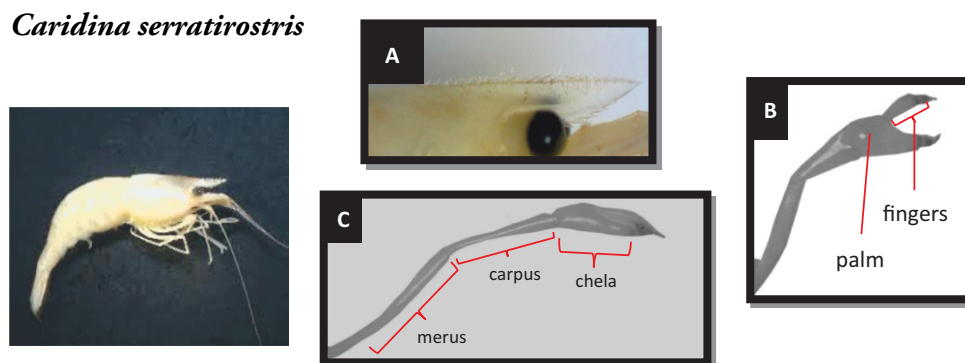 Caridina serratirostris
A
B
fingers
palm
C
carpus
chela
merus